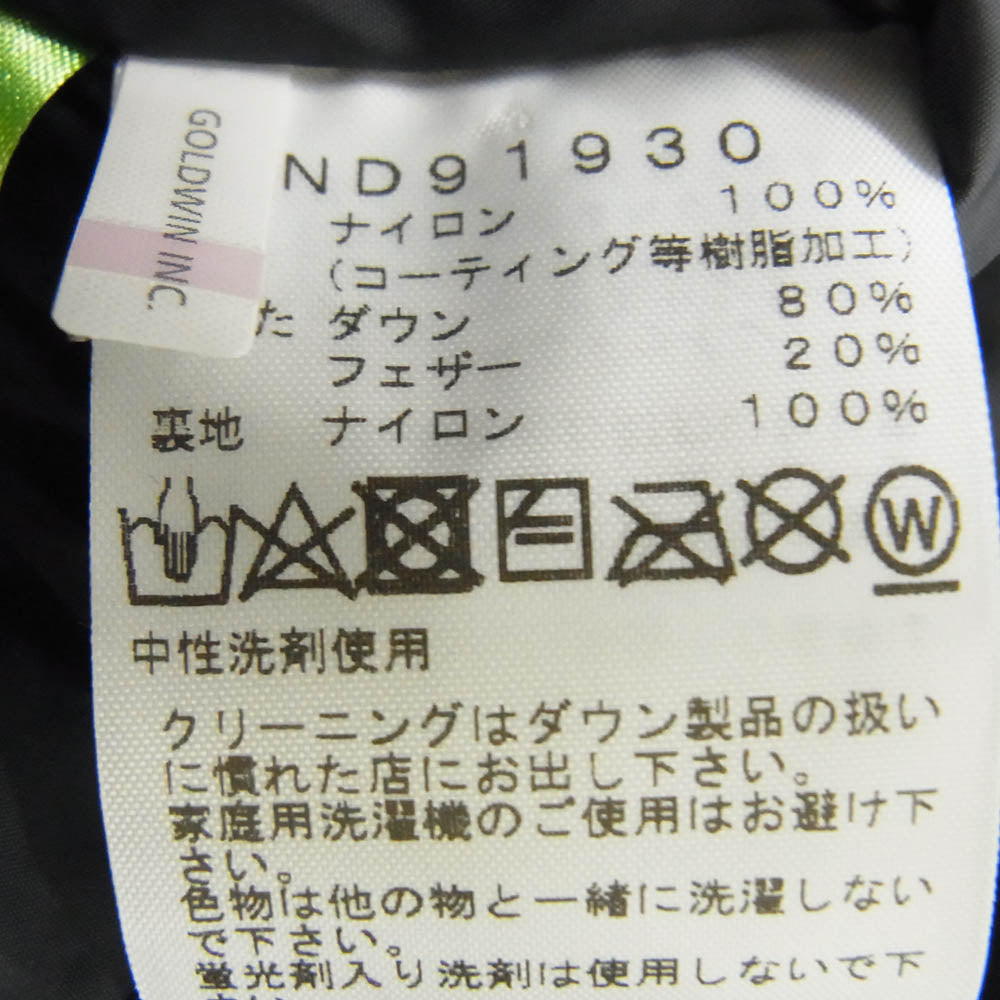 GOLDWIN INC.
ND91930
ナイロン 100%
(コーティング等樹脂加工)
た ダウン 80%
フェザー 20%
裏地 ナイロン 100%
W
中性洗剤使用
クリーニングはダウン製品の扱い
に慣れた店にお出し下さい。
家庭用洗濯機のご使用はお避け下
さい。
色物は他の物と一緒に洗濯しない
で下さい。
蛍光剤入り洗剤は使用しないで下